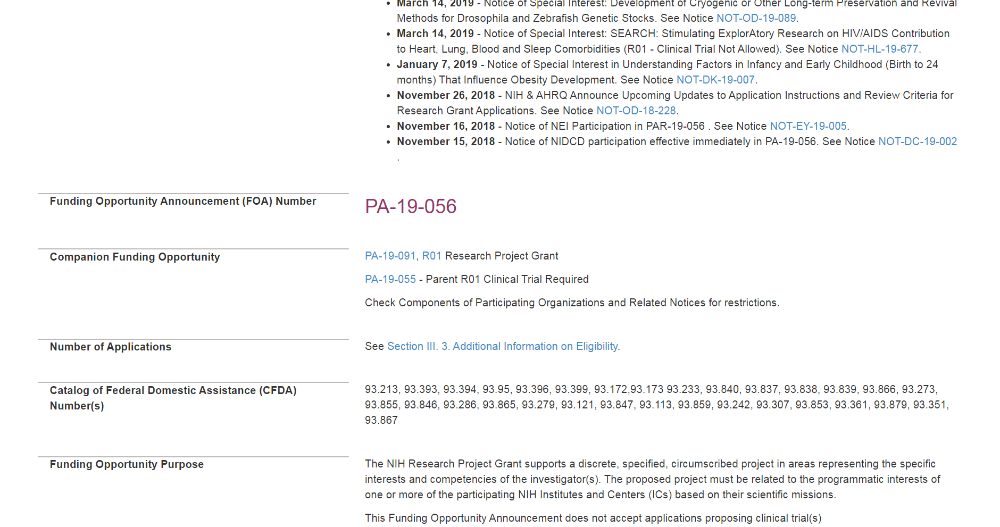 March 14, 2019 - Notice of Special Interest: Development of Cryogenic or Other Long-term Preservation and Revival
Methods for Drosophila and Zebrafish Genetic Stocks. See Notice NOT-OD-19-089.
March 14, 2019 - Notice of Special Interest: SEARCH: Stimulating ExplorAtory Research on HIV/AIDS Contribution
to Heart, Lung, Blood and Sleep Comorbidities (R01 - Clinical Trial Not Allowed). See Notice NOT-HL-19-677.
January 7, 2019 - Notice of Special Interest in Understanding Factors in Infancy and Early Childhood (Birth to 24
months) That Influence Obesity Development. See Notice NOT-DK-19-007.
November 26, 2018 - NIH & AHRQ Announce Upcoming Updates to Application Instructions and Review Criteria for
Research Grant Applications. See Notice NOT-OD-18-228.
November 16, 2018 - Notice of NEI Participation in PAR-19-056 . See Notice NOT-EY-19-005.
November 15, 2018 - Notice of NIDCD participation effective immediately in PA-19-056. See Notice NOT-DC-19-002
.
Funding Opportunity Announcement (FOA) Number
PA-19-056
Companion Funding Opportunity
PA-19-091, R01 Research Project Grant
PA-19-055 - Parent R01 Clinical Trial Required
Check Components of Participating Organizations and Related Notices for restrictions.
Number of Applications
See Section III. 3. Additional Information on Eligibility.
Catalog of Federal Domestic Assistance (CFDA)
Number(s)
93.213, 93.393, 93.394, 93.95, 93.396, 93.399, 93.172,93.173 93.233, 93.840, 93.837, 93.838, 93.839, 93.866, 93.273,
93.855, 93.846, 93.286, 93.865, 93.279, 93.121, 93.847, 93.113, 93.859, 93.242, 93.307, 93.853, 93.361, 93.879, 93.351,
93.867
Funding Opportunity Purpose
The NIH Research Project Grant supports a discrete, specified, circumscribed project in areas representing the specific
interests and competencies of the investigator(s). The proposed project must be related to the programmatic interests of
one or more of the participating NIH Institutes and Centers (ICs) based on their scientific missions.
This Funding Opportunity Announcement does not accept applications proposing clinical trial(s)